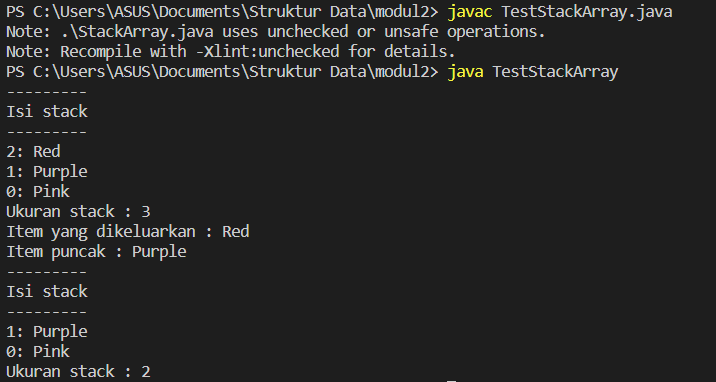 PS C:\Users\ASUS\Documents\Struktur Data\modul2> javac TestStackArray.java
Note: .\StackArray.java uses unchecked or unsafe operations.
Note: Recompile with -Xlint:unchecked for details.
PS C:\Users\ASUS\Documents\Struktur Data\modul2> java TestStackArray
---------
Isi stack
---------
2: Red
1: Purple
0: Pink
Ukuran stack : 3
Item yang dikeluarkan : Red
Item puncak : Purple
---------
Isi stack
---------
1: Purple
0: Pink
Ukuran stack : 2